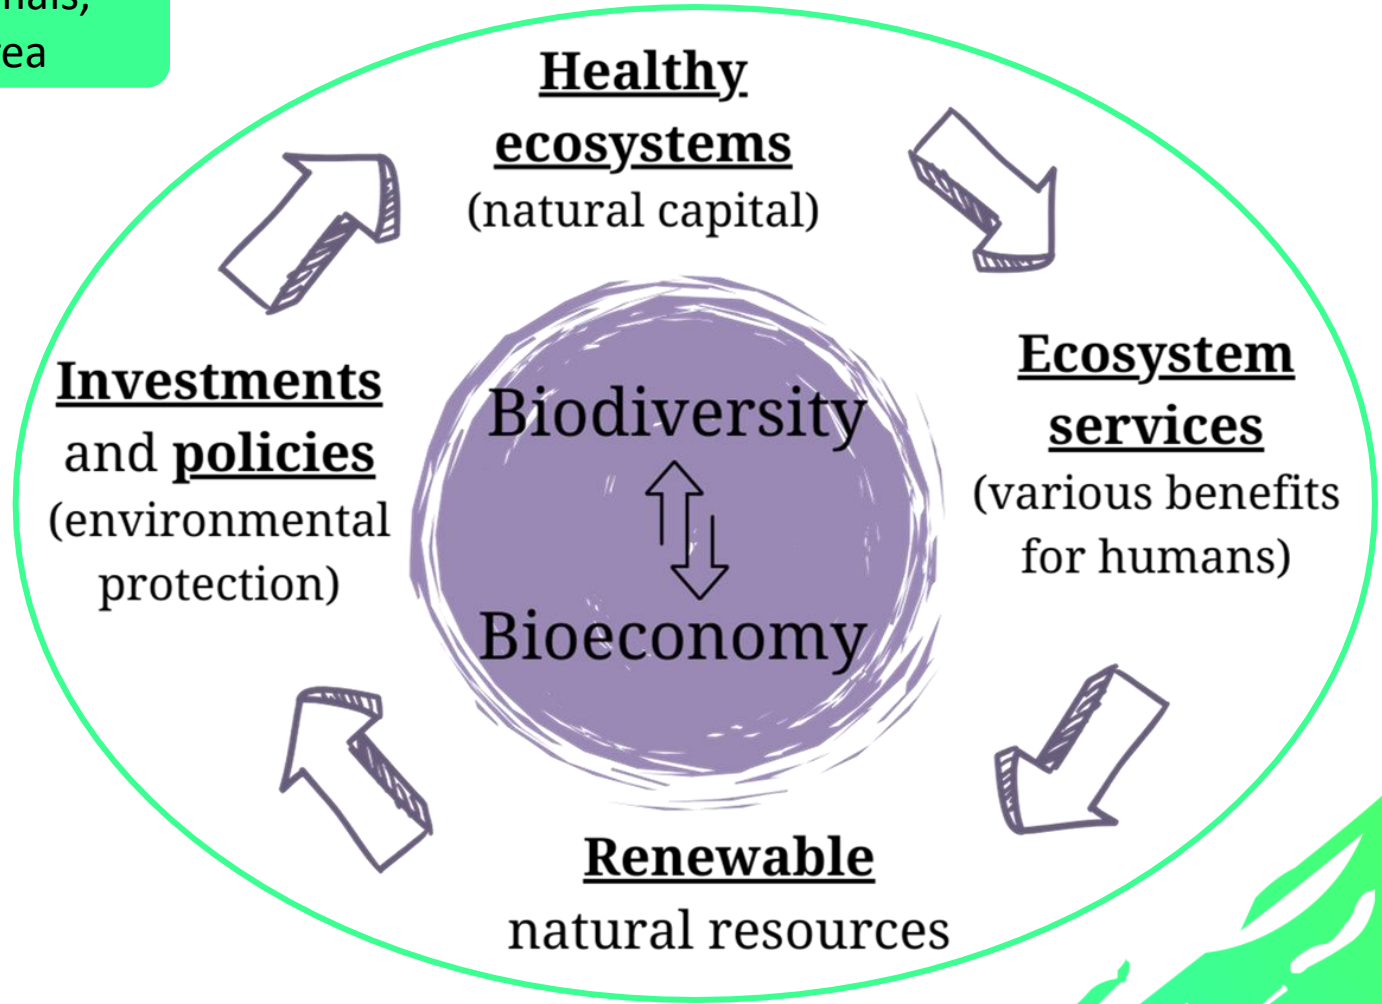 ea
Healthy
ecosystems
(natural capital)
Ecosystem
services
(various benefits
for humans)
Renewable
natural resources
Investments
and policies
(environmental
protection)
Biodiversity
Bioeconomy